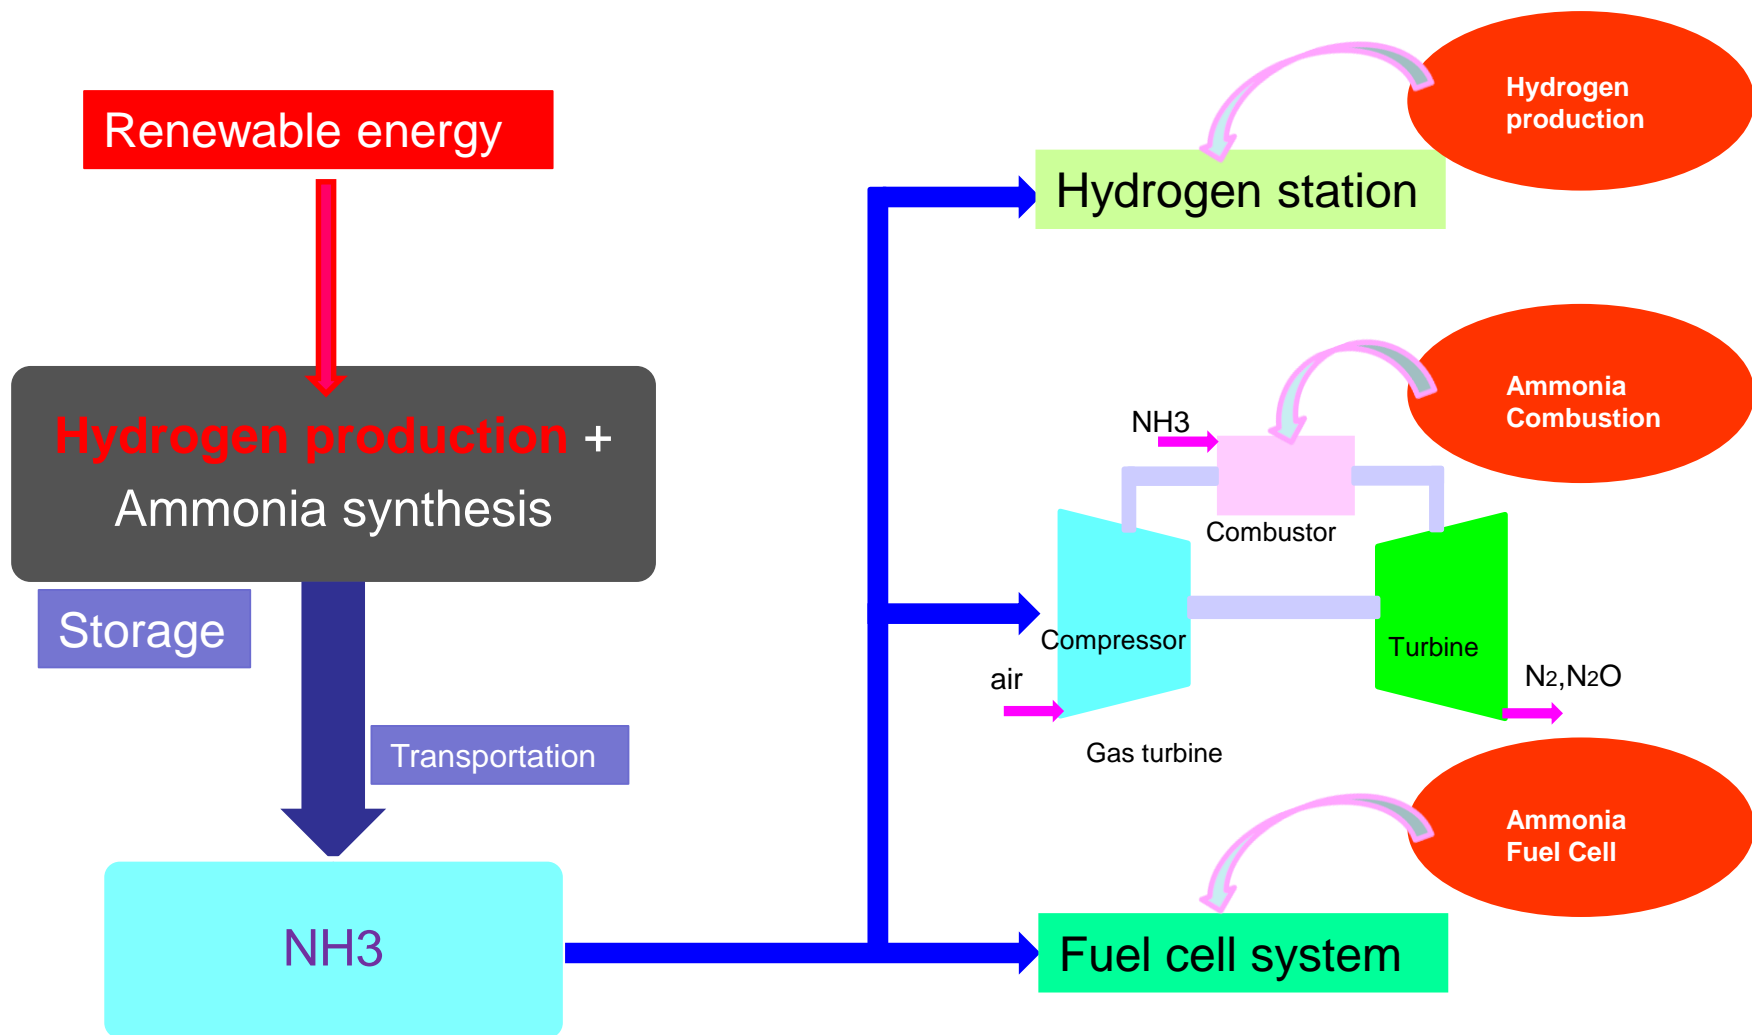 Renewable energy
Hydrogen production +
Ammonia synthesis
Storage
Transportation
NH3
Hydrogen
production
Hydrogen station
Ammonia
Combustion
NH3
Combustor
Compressor
Turbine
air
N2,N2O
Gas turbine
Ammonia
Fuel Cell
Fuel cell system